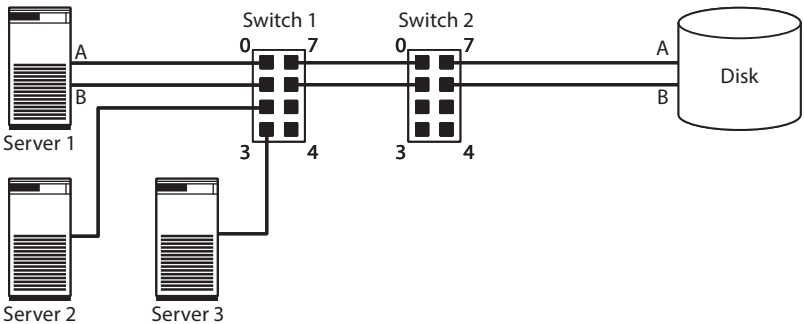 Switch 1 Switch 2
0 7 0 7
A A
Disk
B B
Server 1
3 4 3 4
Server 2 Server 3